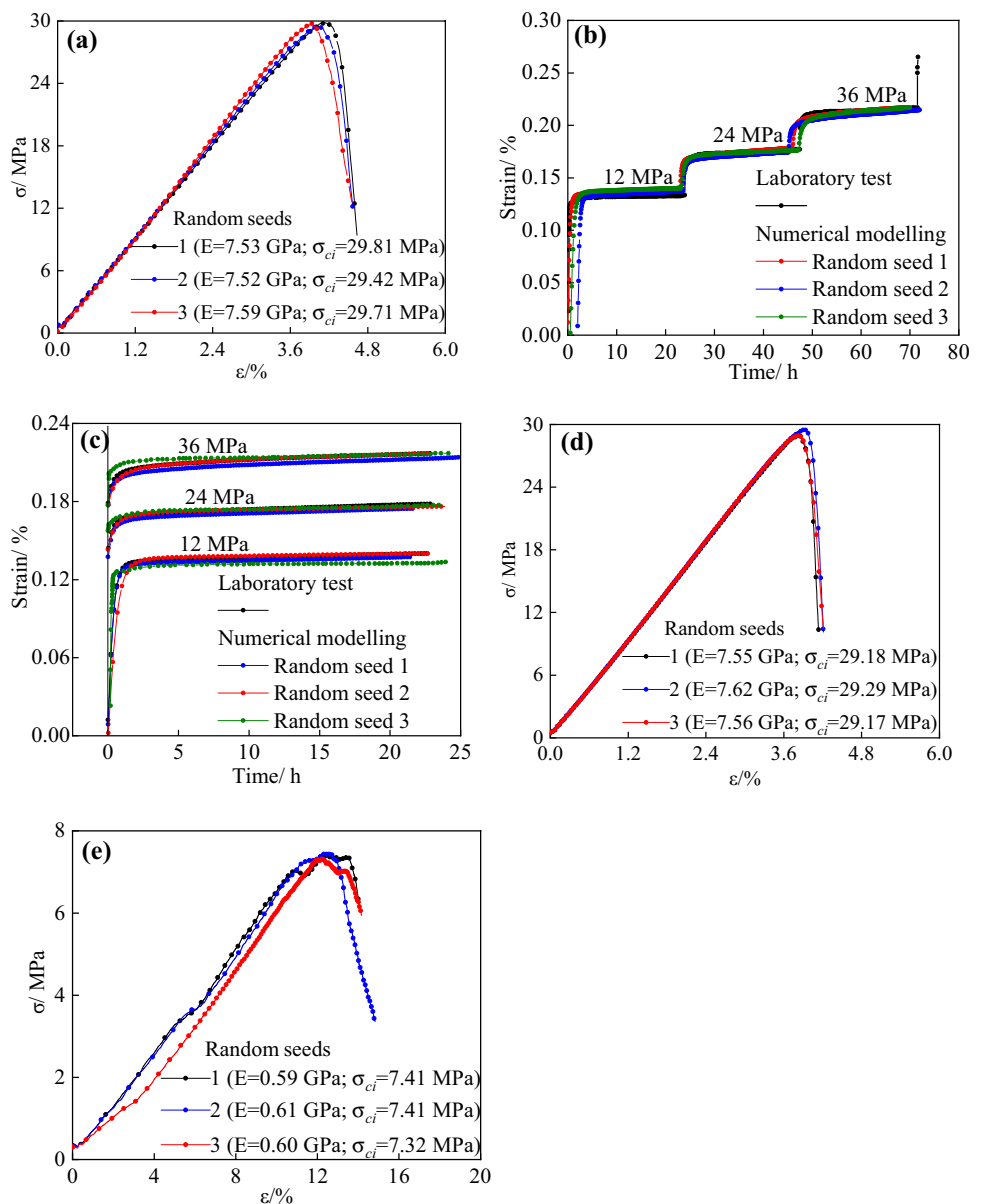 (a)
30
24
18
12
6
0
σ/ MPa
Random seeds
1 (E=7.53 GPa; σci=29.81 MPa)
2 (E=7.52 GPa; σci=29.42 MPa)
3 (E=7.59 GPa; σci=29.71 MPa)
0.0 1.2 2.4 3.6 4.8 6.0
ε/%
(b)
0.25
0.20
0.15
0.10
0.05
0.00
Strain/ %
36 MPa
24 MPa
12 MPa
Laboratory test
Numerical modelling
Random seed 1
Random seed 2
Random seed 3
0 10 20 30 40 50 60 70 80
Time/ h
(c)
0.24
0.18
0.12
0.06
0.00
Strain/ %
36 MPa
24 MPa
12 MPa
Laboratory test
Numerical modelling
Random seed 1
Random seed 2
Random seed 3
0 5 10 15 20 25
Time/ h
(d)
30
24
18
12
6
0
σ/ MPa
Random seeds
1 (E=7.55 GPa; σci=29.18 MPa)
2 (E=7.62 GPa; σci=29.29 MPa)
3 (E=7.56 GPa; σci=29.17 MPa)
0.0 1.2 2.4 3.6 4.8 6.0
ε/%
(e)
8
6
4
2
0
σ/ MPa
Random seeds
1 (E=0.59 GPa; σci=7.41 MPa)
2 (E=0.61 GPa; σci=7.41 MPa)
3 (E=0.60 GPa; σci=7.32 MPa)
0 4 8 12 16 20
ε/%